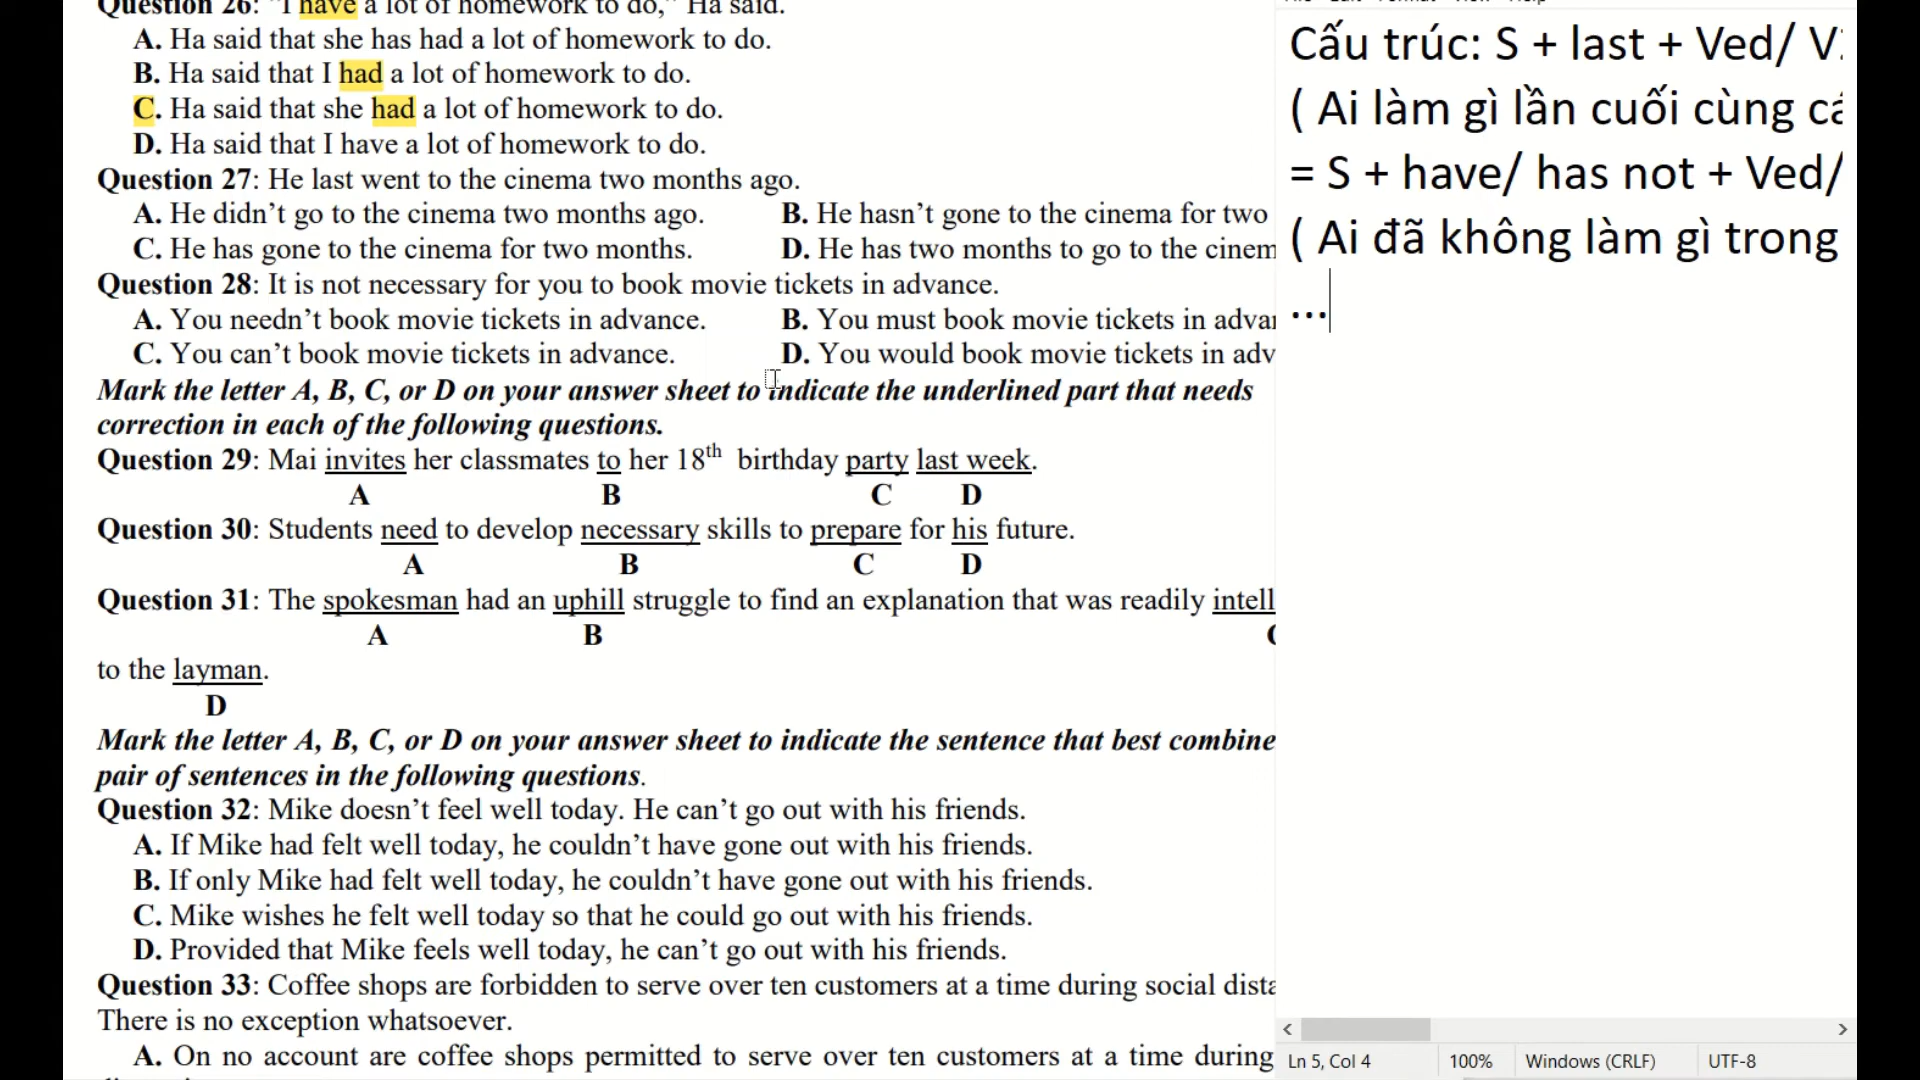 Question 26: “I have a lot of homework to do,” Ha said.
A. Ha said that she has had a lot of homework to do.
B. Ha said that I had a lot of homework to do.
C. Ha said that she had a lot of homework to do.
D. Ha said that I have a lot of homework to do.
Question 27: He last went to the cinema two months ago.
A. He didn’t go to the cinema two months ago. B. He hasn’t gone to the cinema for two
C. He has gone to the cinema for two months. D. He has two months to go to the cinem
Question 28: It is not necessary for you to book movie tickets in advance.
A. You needn’t book movie tickets in advance. B. You must book movie tickets in adva
C. You can’t book movie tickets in advance. D. You would book movie tickets in adv
Mark the letter A, B, C, or D on your answer sheet to indicate the underlined part that needs
correction in each of the following questions.
Question 29: Mai invites her classmates to her 18th birthday party last week.
A B C D
Question 30: Students need to develop necessary skills to prepare for his future.
A B C D
Question 31: The spokesman had an uphill struggle to find an explanation that was readily intell
A B
to the layman.
D
Mark the letter A, B, C, or D on your answer sheet to indicate the sentence that best combine
pair of sentences in the following questions.
Question 32: Mike doesn’t feel well today. He can’t go out with his friends.
A. If Mike had felt well today, he couldn’t have gone out with his friends.
B. If only Mike had felt well today, he couldn’t have gone out with his friends.
C. Mike wishes he felt well today so that he could go out with his friends.
D. Provided that Mike feels well today, he can’t go out with his friends.
Question 33: Coffee shops are forbidden to serve over ten customers at a time during social dista
There is no exception whatsoever.
A. On no account are coffee shops permitted to serve over ten customers at a time during
Cấu trúc: S + last + Ved/
( Ai làm gì lần cuối cùng
= S + have/ has not + Ved/
( Ai đã không làm gì trong
...
Ln 5, Col 4 100% Windows (CRLF) UTF-8